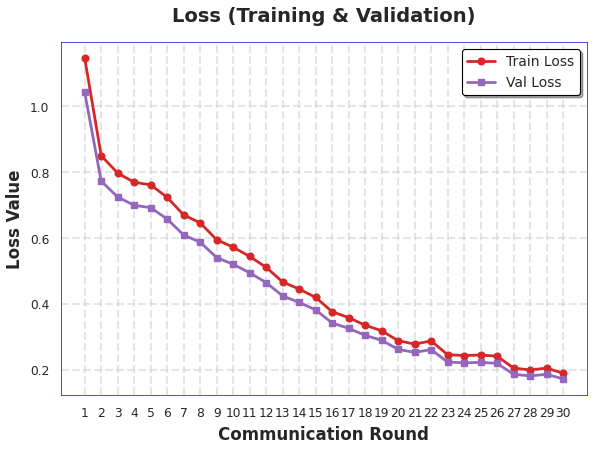 Loss (Training & Validation)
Train Loss
Val Loss
Loss Value
1.0
0.8
0.6
0.4
0.2
1 2 3 4 5 6 7 8 9 10 11 12 13 14 15 16 17 18 19 20 21 22 23 24 25 26 27 28 29 30
Communication Round